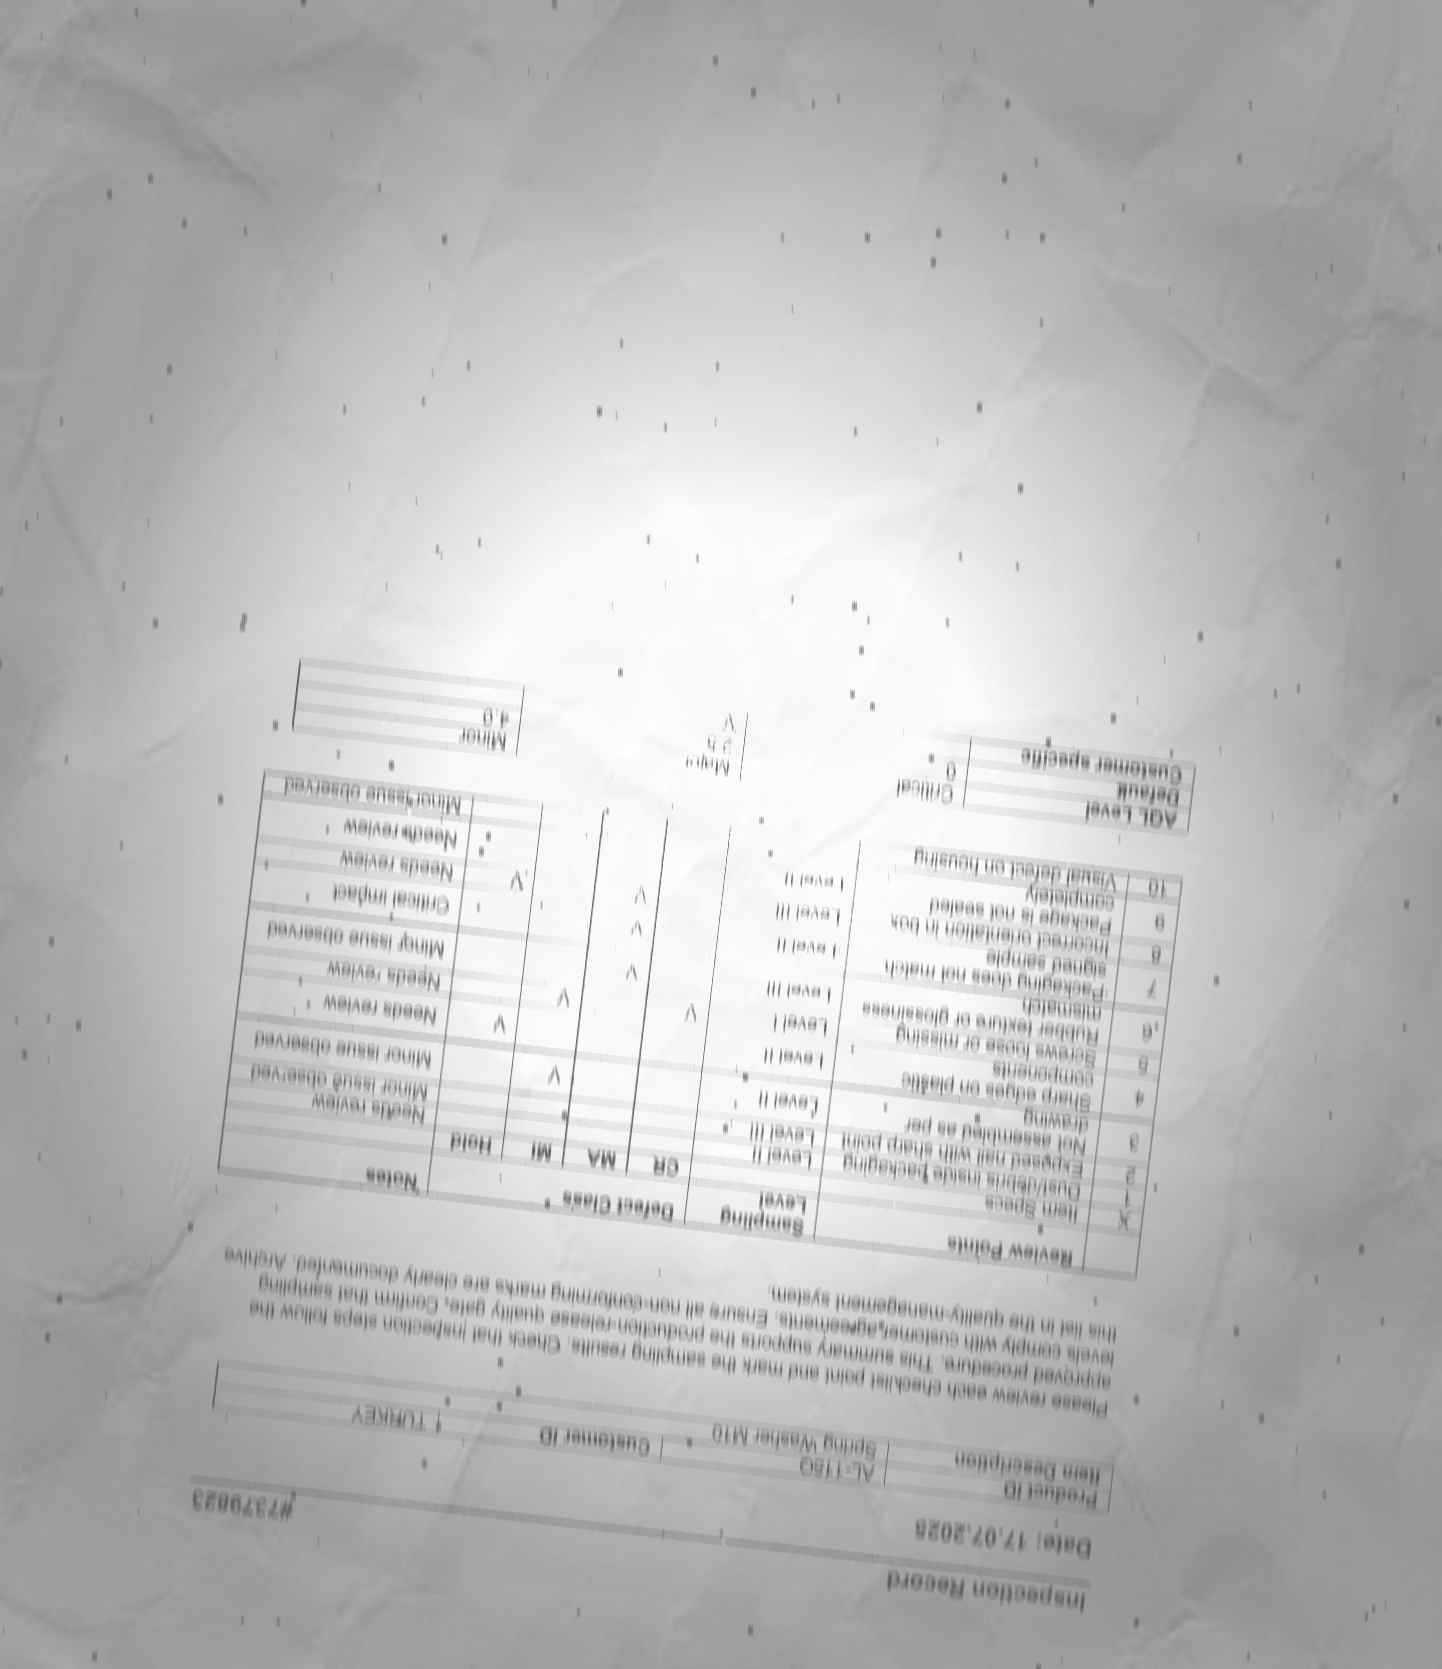 Inspection Record #7379823
Date: 17.07.2025
Product ID AL-115Q Customer ID TURKEY
Item Description Spring Washer M10
Please review each checklist point and mark the sampling results. Check that inspection steps follow the
approved procedure. This summary supports the production-release quality gate. Confirm that sampling
levels comply with customer agreements. Ensure all non-conforming marks are clearly documented. Archive
this list in the quality-management system.
Review Points Sampling Level Defect Class Notes
X Item Specs CR MA MI Hold
1 Dust/debris inside packaging Level II Needs review
2 Exposed nail with sharp point Level III Minor issue observed
3 Not assembled as per Level II V Minor issue observed
drawing
4 Sharp edges on plastic Level II V Needs review
components
5 Screws loose or missing Level I V V Needs review
6 Rubber texture or glossiness Level III V Minor issue observed
mismatch
7 Packaging does not match Level II V Critical impact
signed sample
8 Incorrect orientation in box Level III V V Needs review
9 Package is not sealed Level II Needs review
completely
10 Visual defect on housing Minor issue observed
AQL Level Critical Major Minor
Default 0 2.5 4.0
Customer specific V